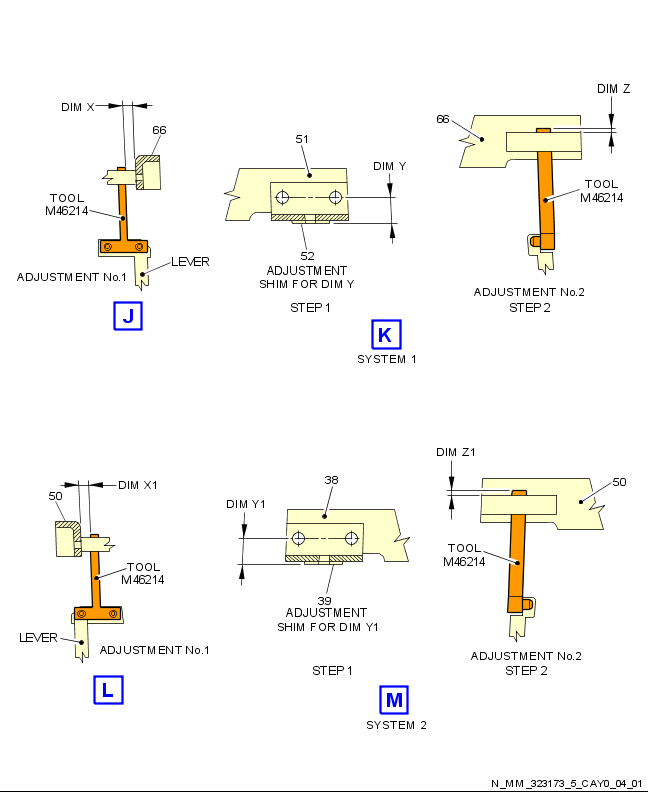 DIM X
66
TOOL
M46214
LEVER
ADJUSTMENT No.1
J
51
DIM Y
52
ADJUSTMENT
SHIM FOR DIM Y
STEP 1
K
SYSTEM 1
DIM Z
66
TOOL
M46214
ADJUSTMENT No.2
STEP 2
50
DIM X1
TOOL
M46214
LEVER
ADJUSTMENT No.1
L
38
DIM Y1
39
ADJUSTMENT
SHIM FOR DIM Y1
STEP 1
M
SYSTEM 2
DIM Z1
50
TOOL
M46214
ADJUSTMENT No.2
STEP 2
N_MM_323173_5_CAY0_04_01